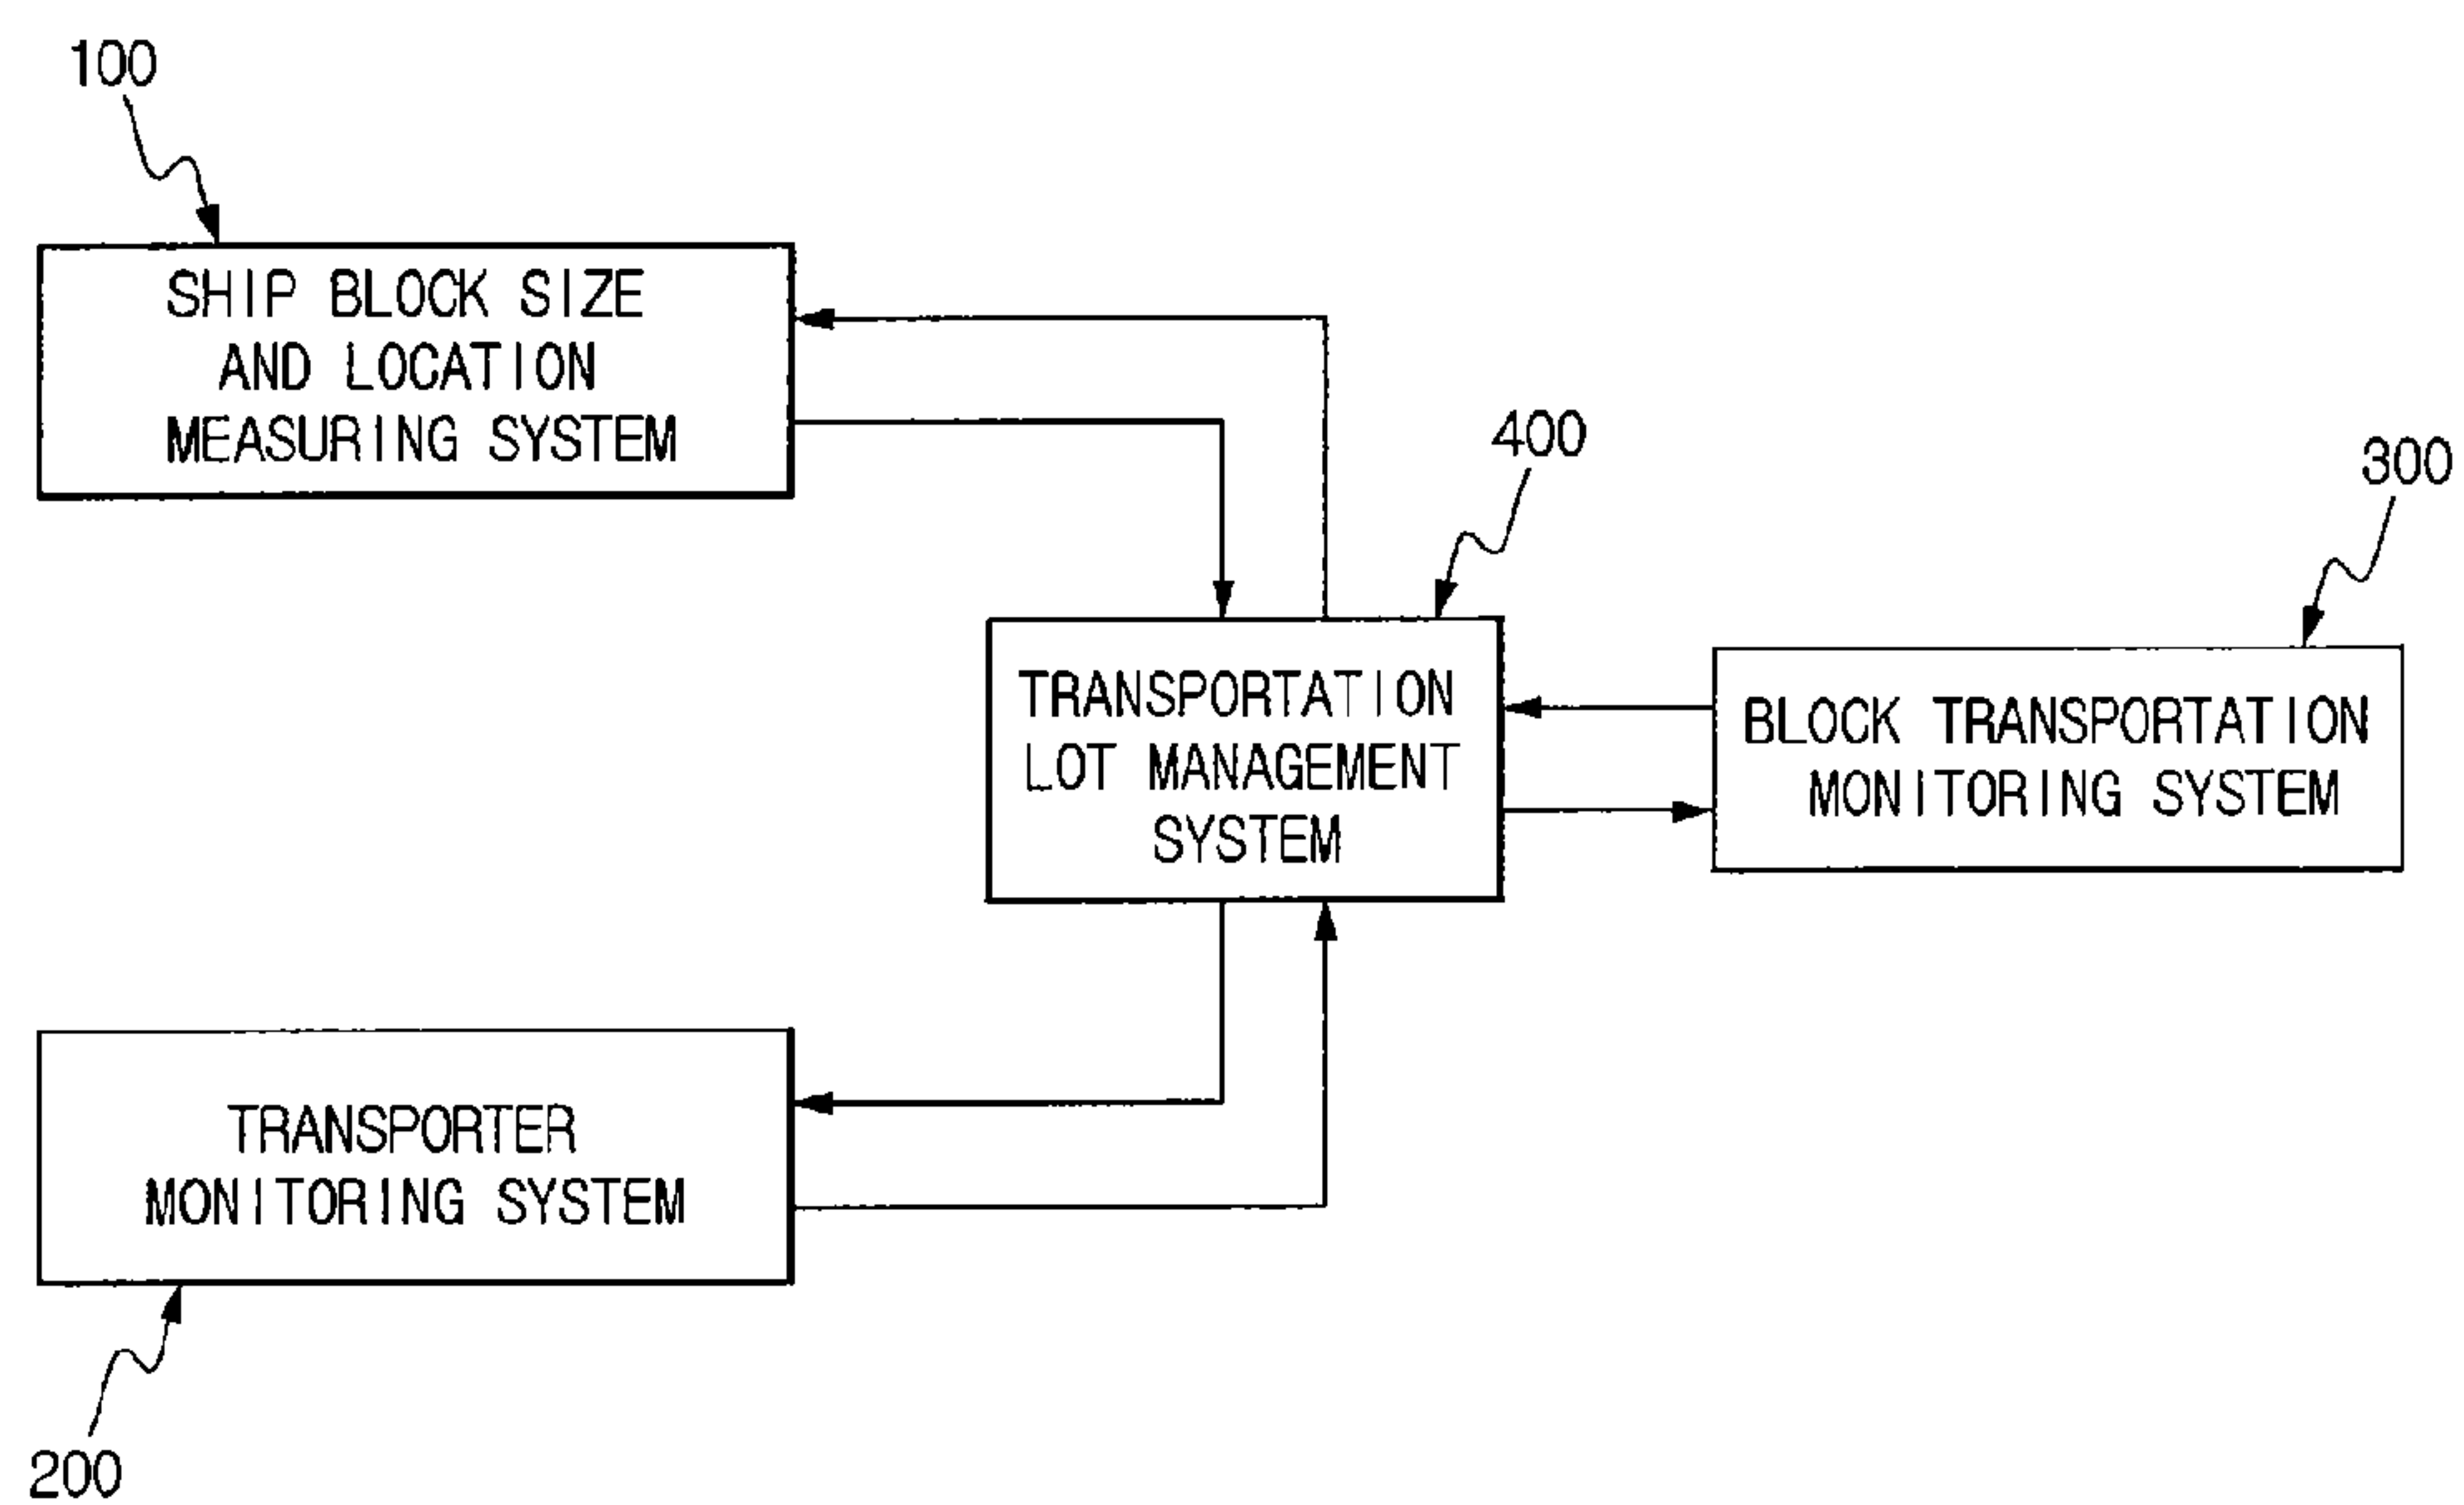 100
SHIP BLOCK SIZE
AND LOCATION
MEASURING SYSTEM
400
300
TRANSPORTATION
LOT MANAGEMENT
SYSTEM
BLOCK TRANSPORTATION
MONITORING SYSTEM
TRANSPORTER
MONITORING SYSTEM
200